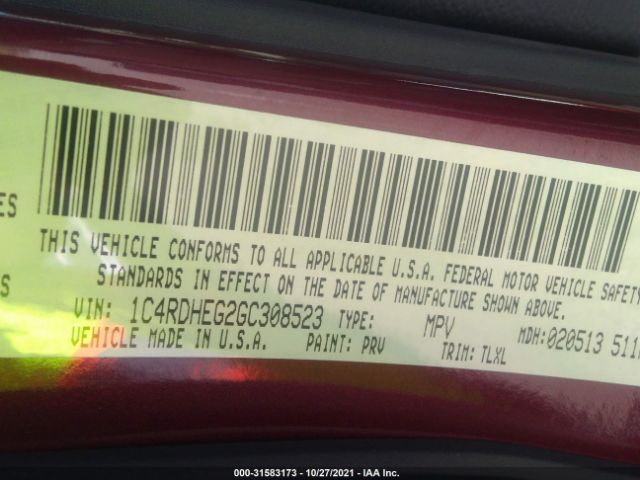 ES
THIS VEHICLE CONFORMS TO ALL APPLICABLE U.S.A. FEDERAL MOTOR VEHICLE SAFETY
STANDARDS IN EFFECT ON THE DATE OF MANUFACTURE SHOWN ABOVE.
S
VIN: 1C4RDHEG2GC308523 TYPE: MPV MDH:020513 511
VEHICLE MADE IN U.S.A. PAINT: PRV TRIM: TLXL
000-31583173 - 10/27/2021 - IAA Inc.